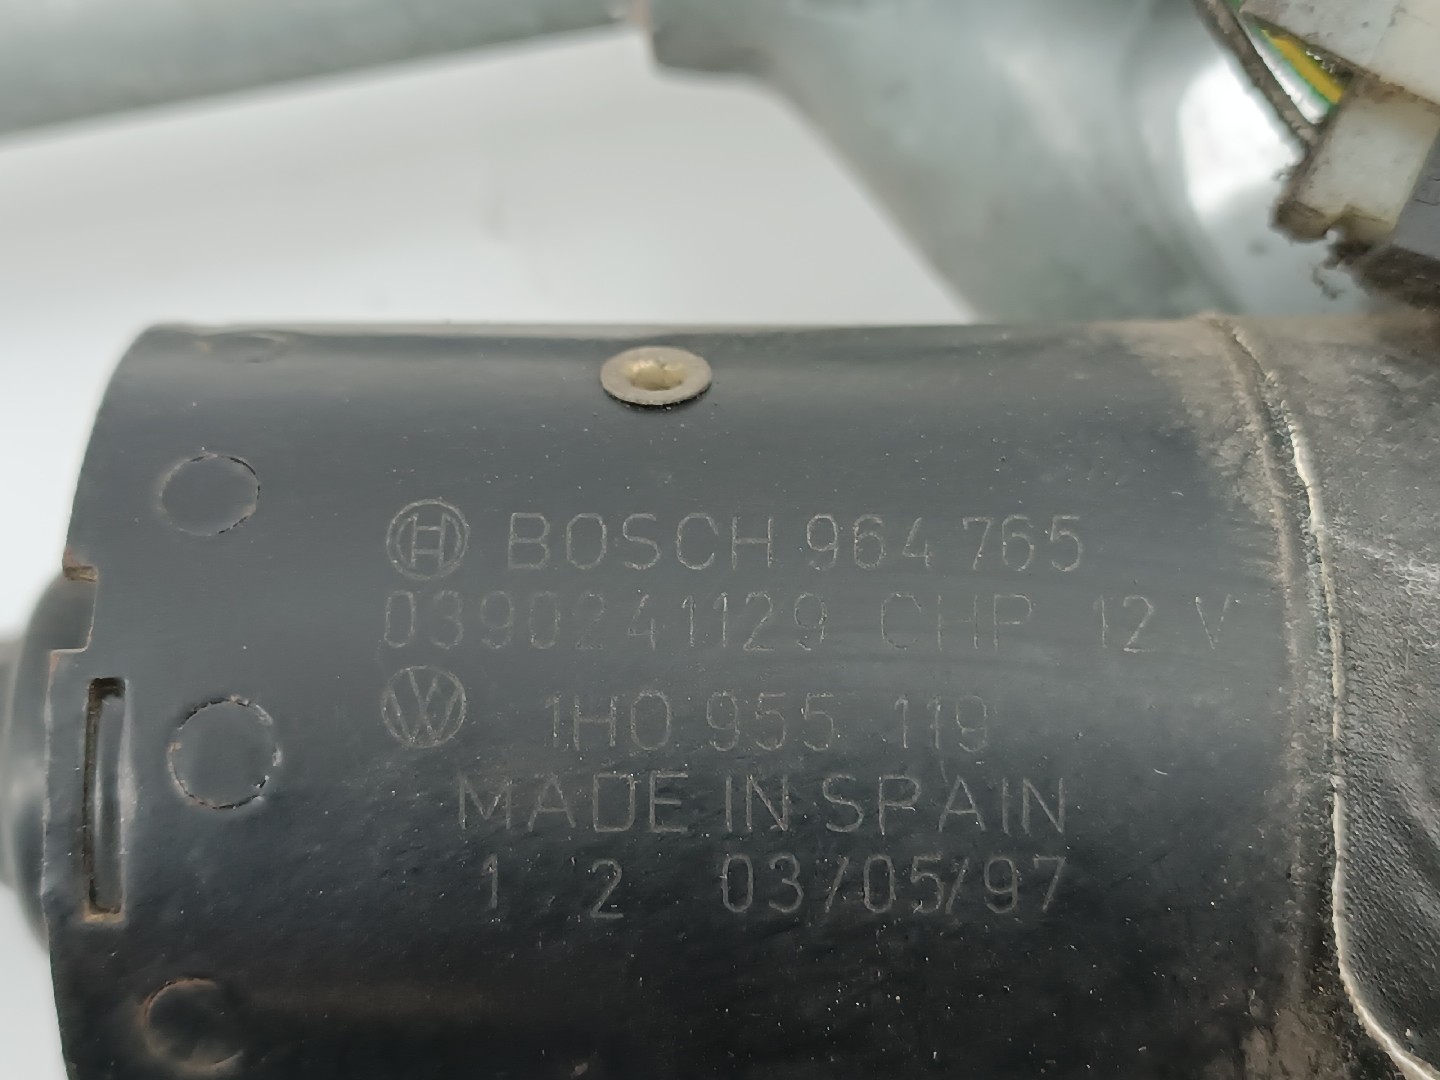 BOSCH 964 765
0390241129 CHP 12 V
1H0 955 119
MADE IN SPAIN
1 2 03/05/97